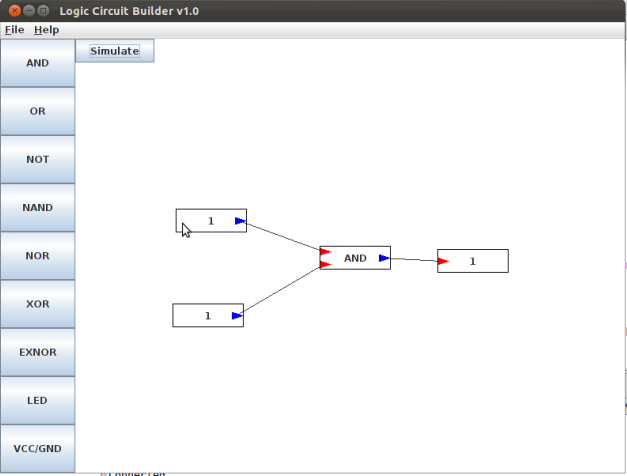 Logic Circuit Builder v1.0
File Help
Simulate
AND
OR
NOT
NAND
NOR
XOR
EXNOR
LED
VCC/GND
1
AND
1
1
Connected